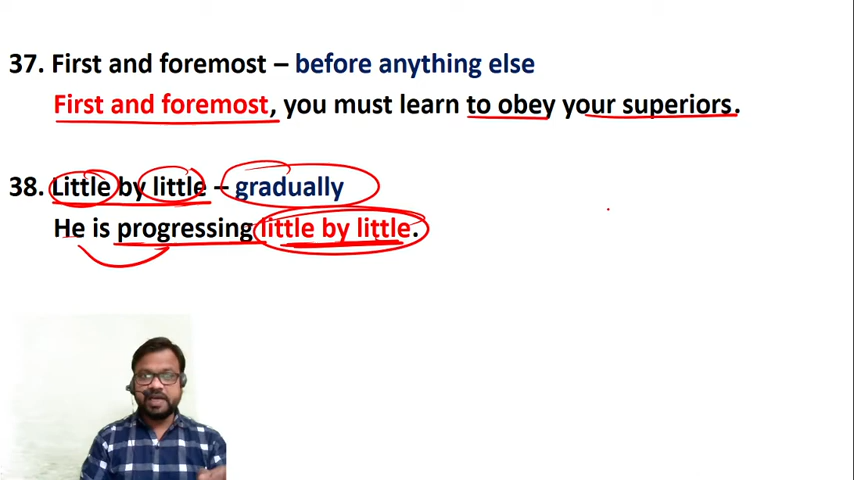 37. First and foremost – before anything else
First and foremost, you must learn to obey your superiors.
38. Little by little – gradually
He is progressing little by little.